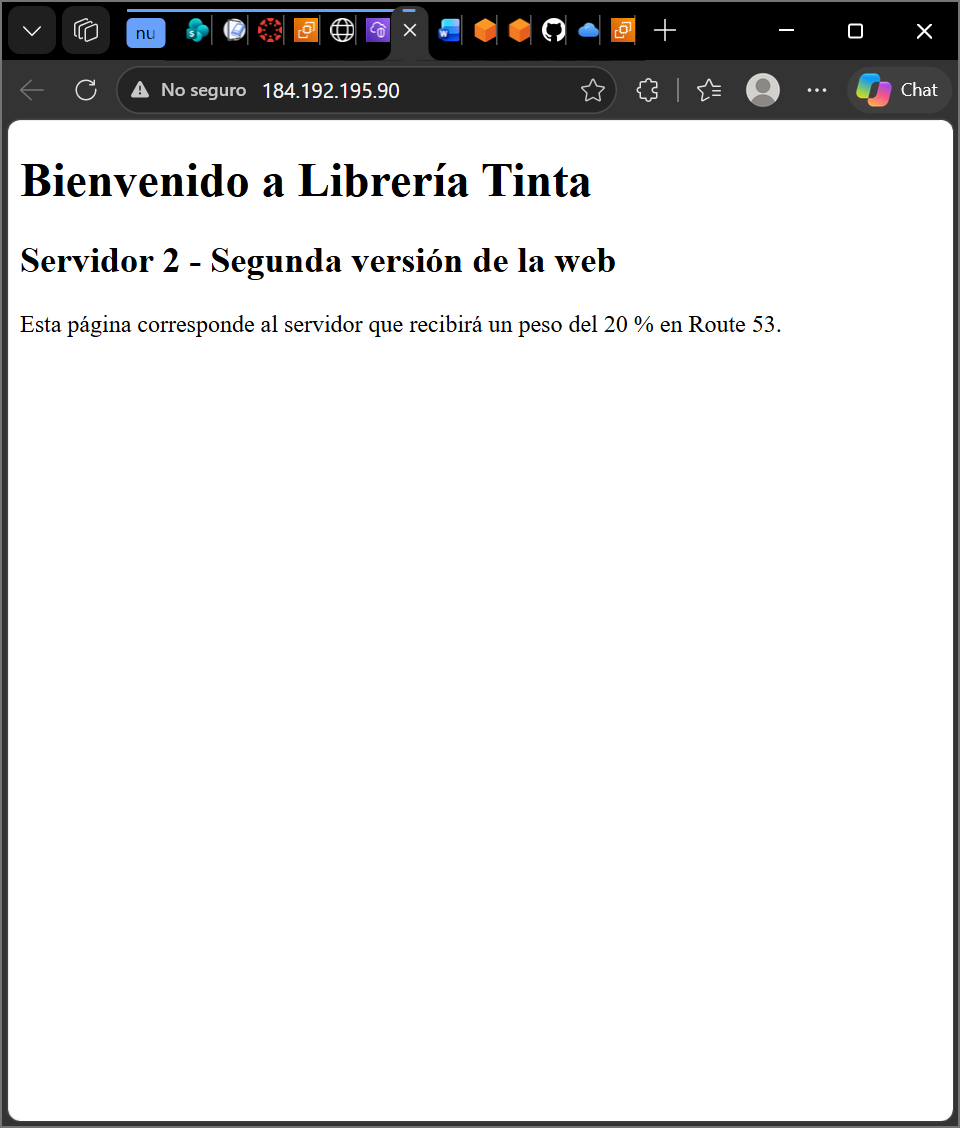 nu
No seguro 184.192.195.90
Chat
Bienvenido a Librería Tinta
Servidor 2 - Segunda versión de la web
Esta página corresponde al servidor que recibirá un peso del 20 % en Route 53.